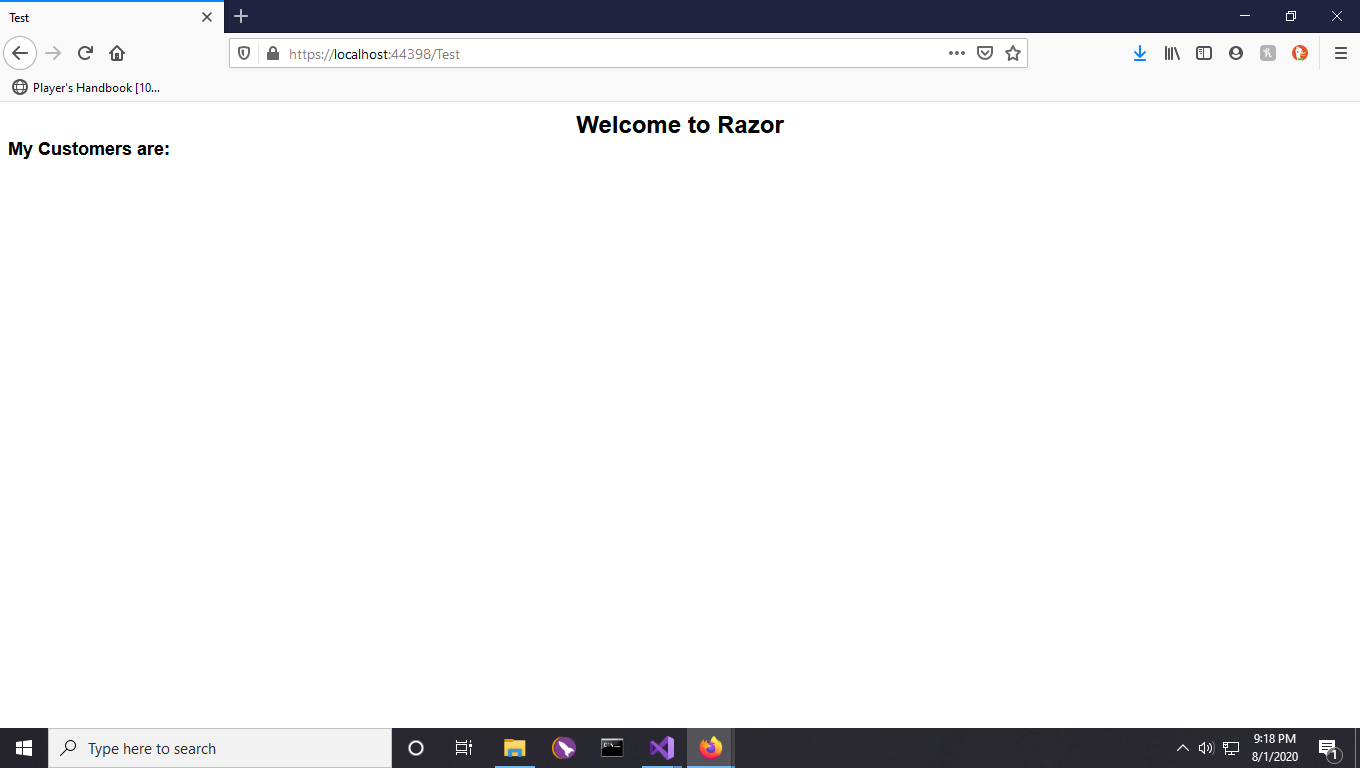 Test
https://localhost:44398/Test
Player's Handbook [10...
Welcome to Razor
My Customers are:
Type here to search
9:18 PM
8/1/2020
1